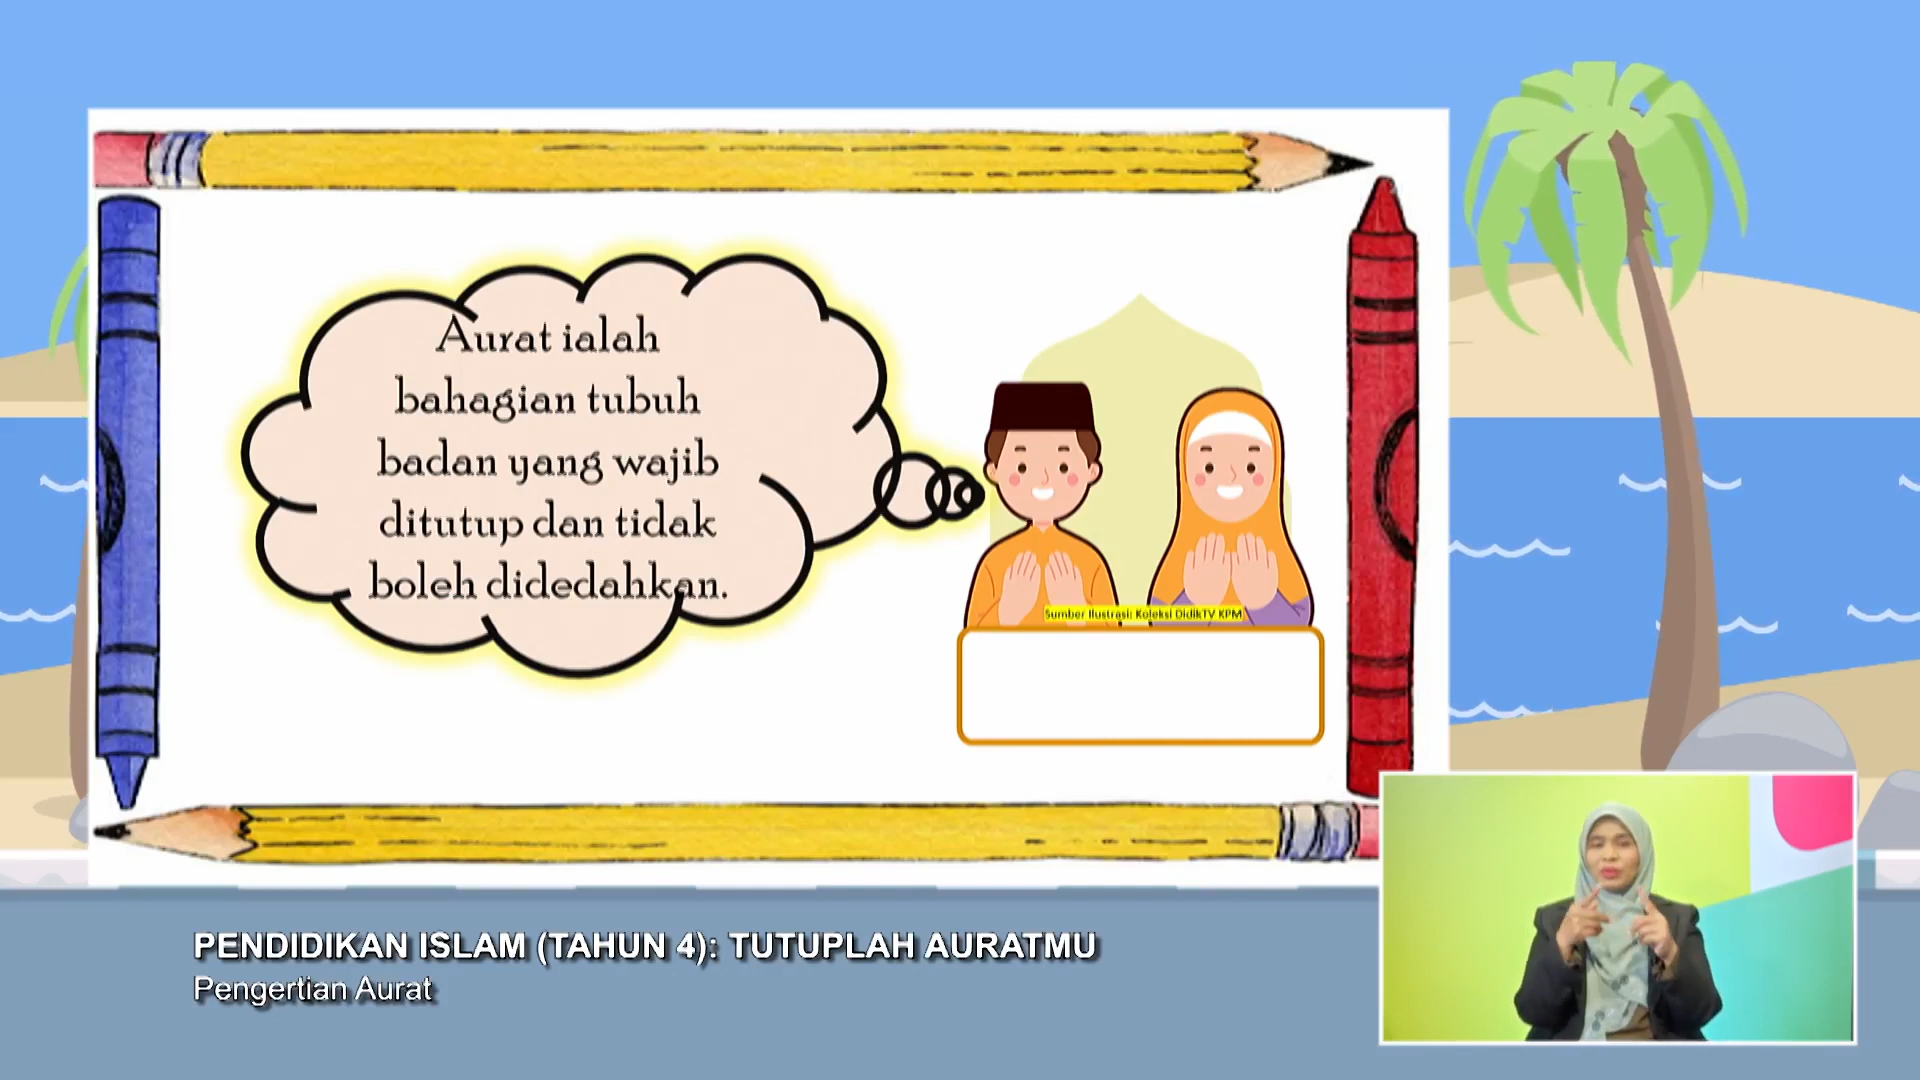 Aurat ialah
bahagian tubuh
badan yang wajib
ditutup dan tidak
boleh didedahkan.
Sumber Ilustrasi: Koleksi DidikTV KPM
PENDIDIKAN ISLAM (TAHUN 4): TUTUPLAH AURATMU
Pengertian Aurat